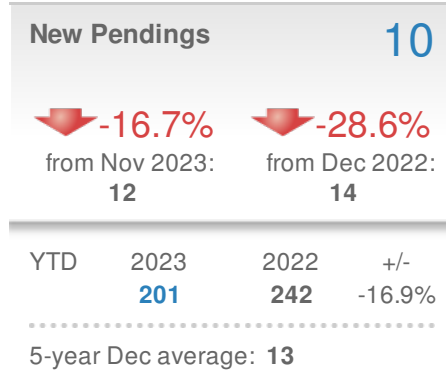 New Pendings 10
-16.7% -28.6%
from Nov 2023: from Dec 2022:
12 14
YTD 2023 2022 +/-
201 242 -16.9%
5-year Dec average: 13